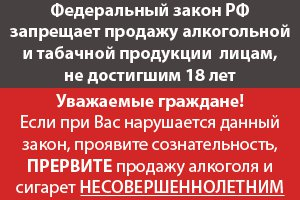 Федеральный закон РФ
запрещает продажу алкогольной
и табачной продукции лицам,
не достигшим 18 лет
Уважаемые граждане!
Если при Вас нарушается данный
закон, проявите сознательность,
ПРЕРВИТЕ продажу алкоголя и
сигарет НЕСОВЕРШЕННОЛЕТНИМ